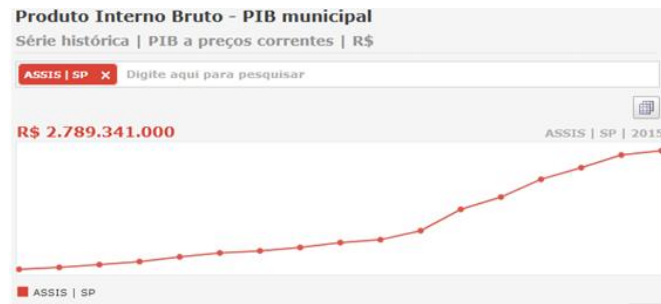 Produto Interno Bruto - PIB municipal
Série histórica | PIB a preços correntes | R$
ASSIS | SP X Digite aqui para pesquisar
R$ 2.789.341.000 ASSIS | SP | 2015
ASSIS | SP